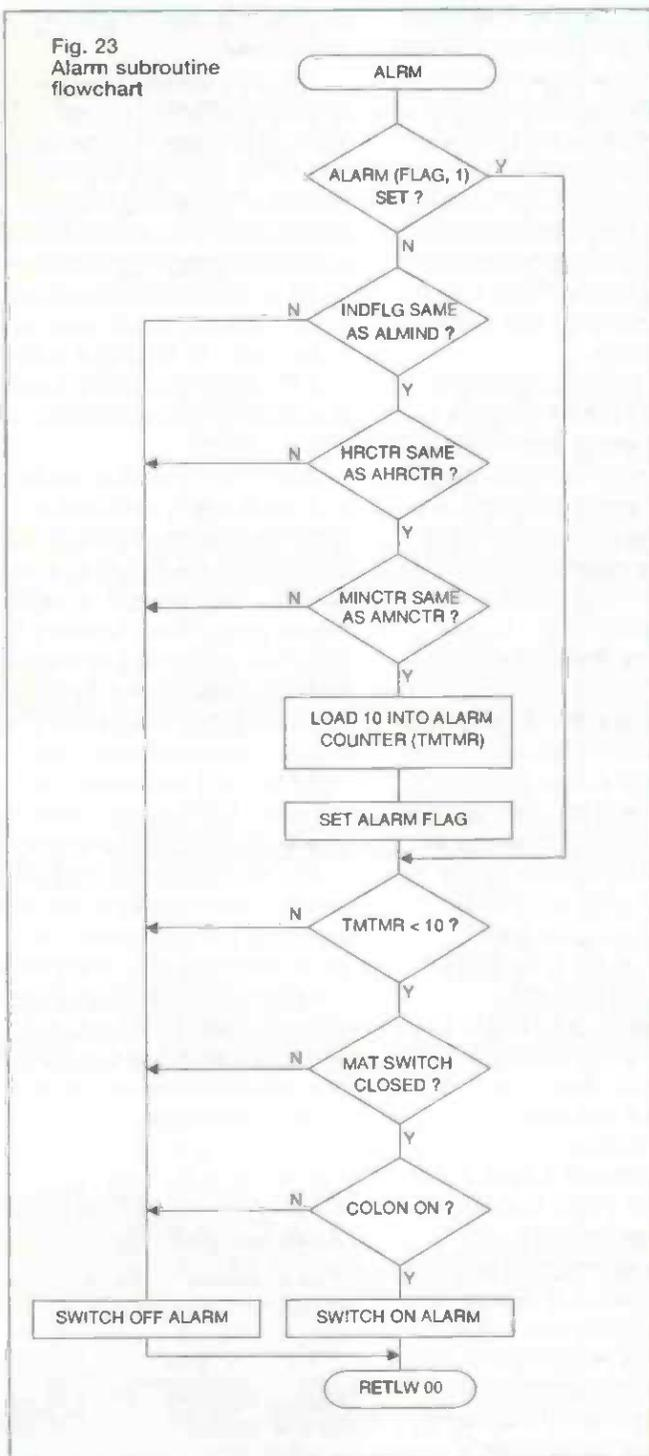 Fig. 23
Alarm subroutine
flowchart
ALRM
ALARM (FLAG, 1)
SET ?
Y
N
INDFLG SAME
AS ALMIND ?
N
Y
HRCTR SAME
AS AHRCTR ?
N
Y
MINCTR SAME
AS AMNCTR ?
N
Y
LOAD 10 INTO ALARM
COUNTER (TMTMR)
SET ALARM FLAG
TMTMR < 10 ?
N
Y
MAT SWITCH
CLOSED ?
N
Y
COLON ON ?
N
Y
SWITCH OFF ALARM
SWITCH ON ALARM
RETLW 00